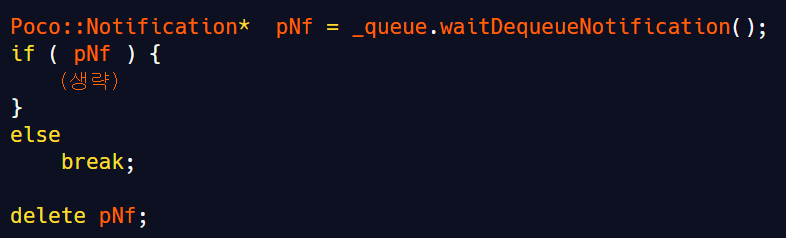 Poco::Notification*  pNf = _queue.waitDequeueNotification();
if ( pNf ) {
    (생략)
}
else
    break;

delete pNf;